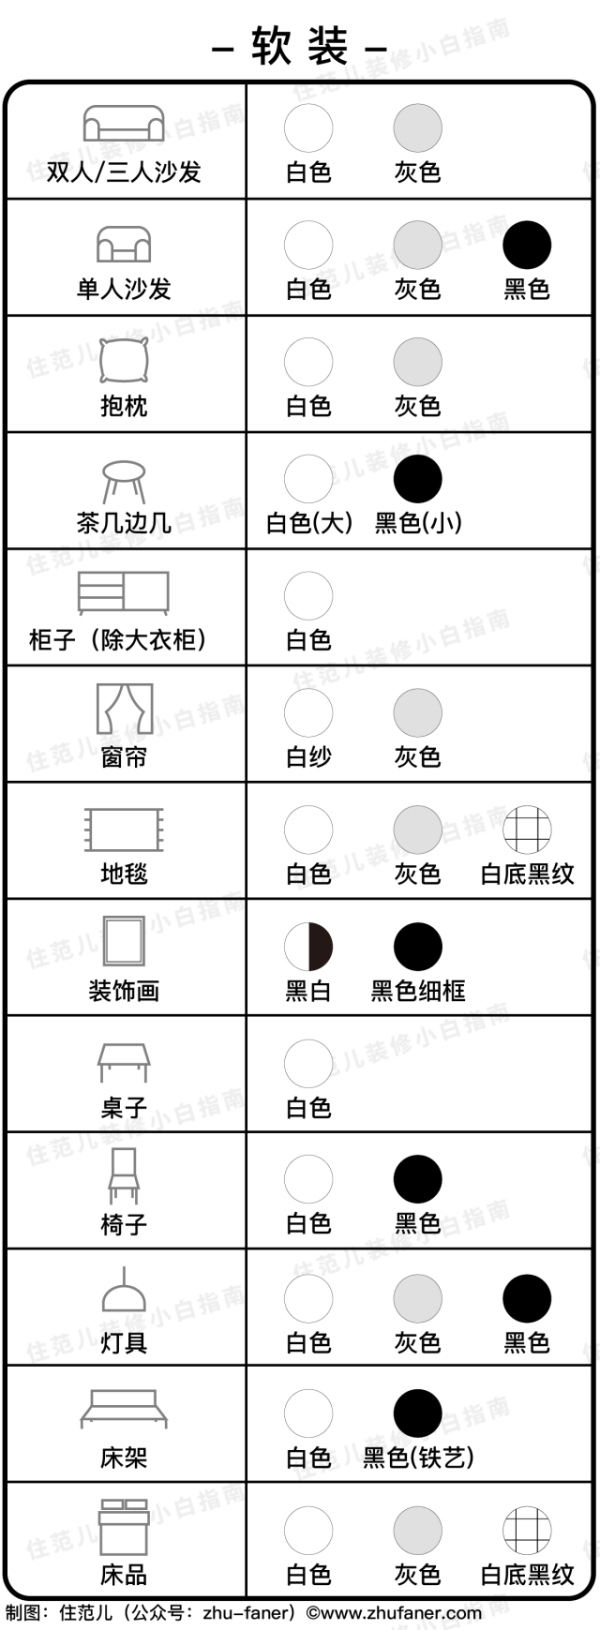 – 软 装 –
双人/三人沙发
白色 灰色
单人沙发
白色 灰色 黑色
抱枕
白色 灰色
茶几边几
白色(大) 黑色(小)
柜子（除大衣柜）
白色
窗帘
白纱 灰色
地毯
白色 灰色 白底黑纹
装饰画
黑白 黑色细框
桌子
白色
椅子
白色 黑色
灯具
白色 灰色 黑色
床架
白色 黑色(铁艺)
床品
白色 灰色 白底黑纹
制图：住范儿（公众号：zhu-faner）©www.zhufaner.com
住范儿装修小白指南